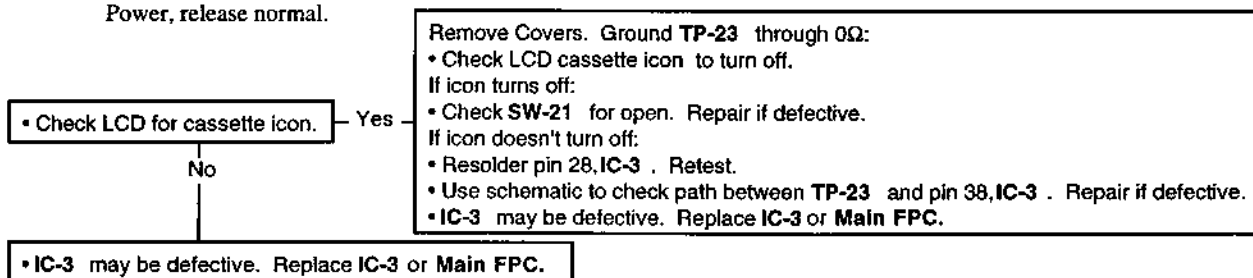 Power, release normal.
Remove Covers. Ground TP-23 through 0Ω:
• Check LCD cassette icon to turn off.
If icon turns off:
• Check SW-21 for open. Repair if defective.
If icon doesn't turn off:
• Resolder pin 28, IC-3 . Retest.
• Use schematic to check path between TP-23 and pin 38, IC-3 . Repair if defective.
• IC-3 may be defective. Replace IC-3 or Main FPC.
• Check LCD for cassette icon.
Yes
No
• IC-3 may be defective. Replace IC-3 or Main FPC.